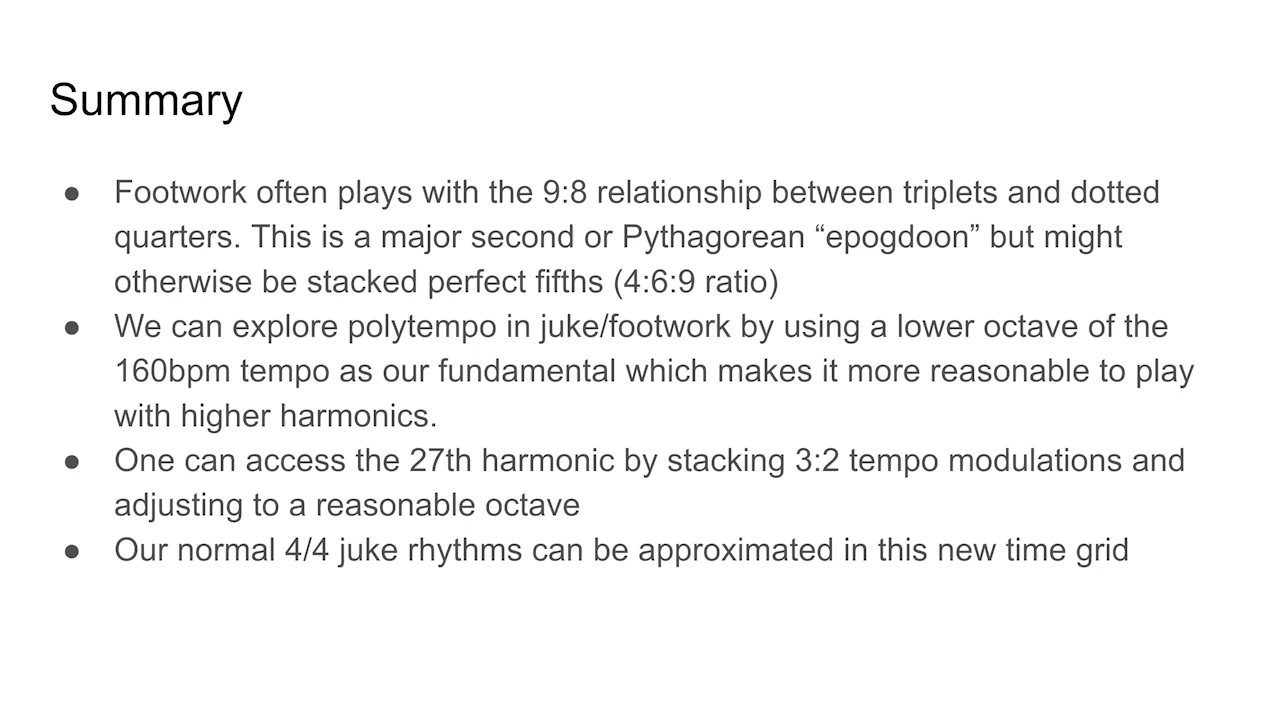 Summary
● Footwork often plays with the 9:8 relationship between triplets and dotted
quarters. This is a major second or Pythagorean “epogdoon” but might
otherwise be stacked perfect fifths (4:6:9 ratio)
● We can explore polytempo in juke/footwork by using a lower octave of the
160bpm tempo as our fundamental which makes it more reasonable to play
with higher harmonics.
● One can access the 27th harmonic by stacking 3:2 tempo modulations and
adjusting to a reasonable octave
● Our normal 4/4 juke rhythms can be approximated in this new time grid